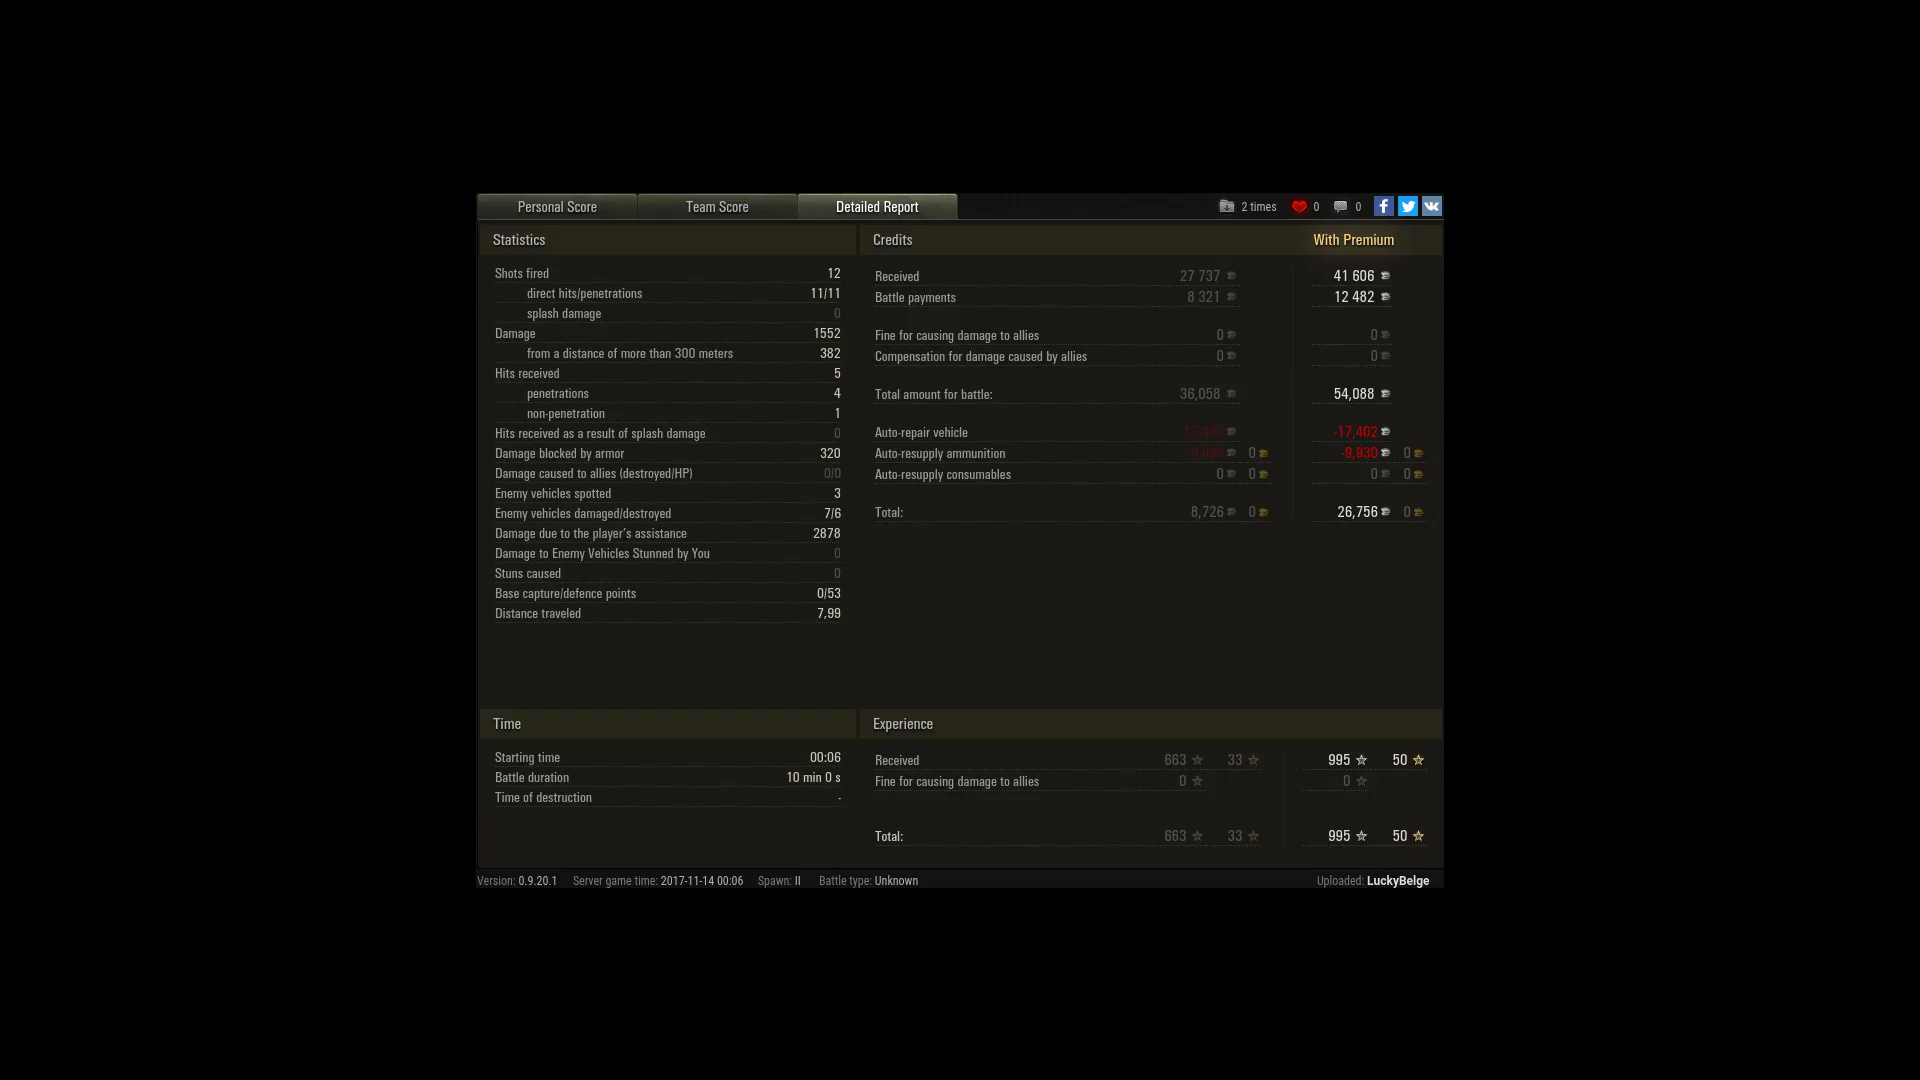 Personal Score Team Score Detailed Report 2 times 0 0
Statistics
Shots fired 12
direct hits/penetrations 11/11
splash damage 0
Damage 1552
from a distance of more than 300 meters 382
Hits received 5
penetrations 4
non-penetration 1
Hits received as a result of splash damage 0
Damage blocked by armor 320
Damage caused to allies (destroyed/HP) 0/0
Enemy vehicles spotted 3
Enemy vehicles damaged/destroyed 7/6
Damage due to the player's assistance 2878
Damage to Enemy Vehicles Stunned by You 0
Stuns caused 0
Base capture/defence points 0/53
Distance traveled 7,99
Credits With Premium
Received 27 737 41 606
Battle payments 8 321 12 482
Fine for causing damage to allies 0 0
Compensation for damage caused by allies 0 0
Total amount for battle: 36,058 54,088
Auto-repair vehicle -17,402 -17,402
Auto-resupply ammunition -9,930 0 -9,930 0
Auto-resupply consumables 0 0 0 0
Total: 8,726 0 26,756 0
Time
Starting time 00:06
Battle duration 10 min 0 s
Time of destruction -
Experience
Received 663 33 995 50
Fine for causing damage to allies 0 0
Total: 663 33 995 50
Version: 0.9.20.1 Server game time: 2017-11-14 00:06 Spawn: II Battle type: Unknown Uploaded: LuckyBelge